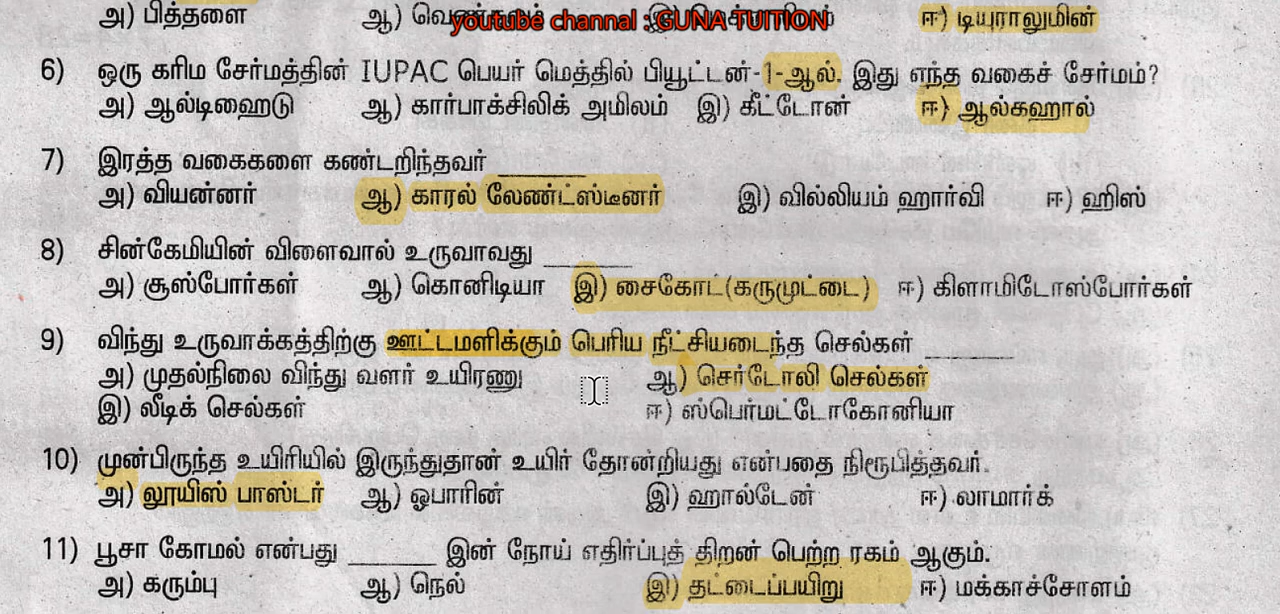 அ) பித்தளை ஆ) இ) ஈ) டியுராலுமின்
youtube channal : GUNA TUITION
6) ஒரு கரிம சேர்மத்தின் IUPAC பெயர் மெத்தில் பியூட்டன்-1-ஆல். இது எந்த வகைச் சேர்மம்?
அ) ஆல்டிஹைடு ஆ) கார்பாக்சிலிக் அமிலம் இ) கீட்டோன் ஈ) ஆல்கஹால்
7) இரத்த வகைகளை கண்டறிந்தவர் ______
அ) வியன்னர் ஆ) காரல் லேண்ட்ஸ்டீனர் இ) வில்லியம் ஹார்வி ஈ) ஹிஸ்
8) சின்கேமியின் விளைவால் உருவாவது ______
அ) சூஸ்போர்கள் ஆ) கொனிடியா இ) சைகோட்(கருமுட்டை) ஈ) கிளாமிடோஸ்போர்கள்
9) விந்து உருவாக்கத்திற்கு ஊட்டமளிக்கும் பெரிய நீட்சியடைந்த செல்கள் ______
அ) முதல்நிலை விந்து வளர் உயிரணு ஆ) செர்டோலி செல்கள்
இ) லீடிக் செல்கள் ஈ) ஸ்பெர்மட்டோகோனியா
10) முன்பிருந்த உயிரியில் இருந்துதான் உயிர் தோன்றியது என்பதை நிரூபித்தவர்.
அ) லூயிஸ் பாஸ்டர் ஆ) ஓபாரின் இ) ஹால்டேன் ஈ) லாமார்க்
11) பூசா கோமல் என்பது ______ இன் நோய் எதிர்ப்புத் திறன் பெற்ற ரகம் ஆகும்.
அ) கரும்பு ஆ) நெல் இ) தட்டைப்பயிறு ஈ) மக்காச்சோளம்